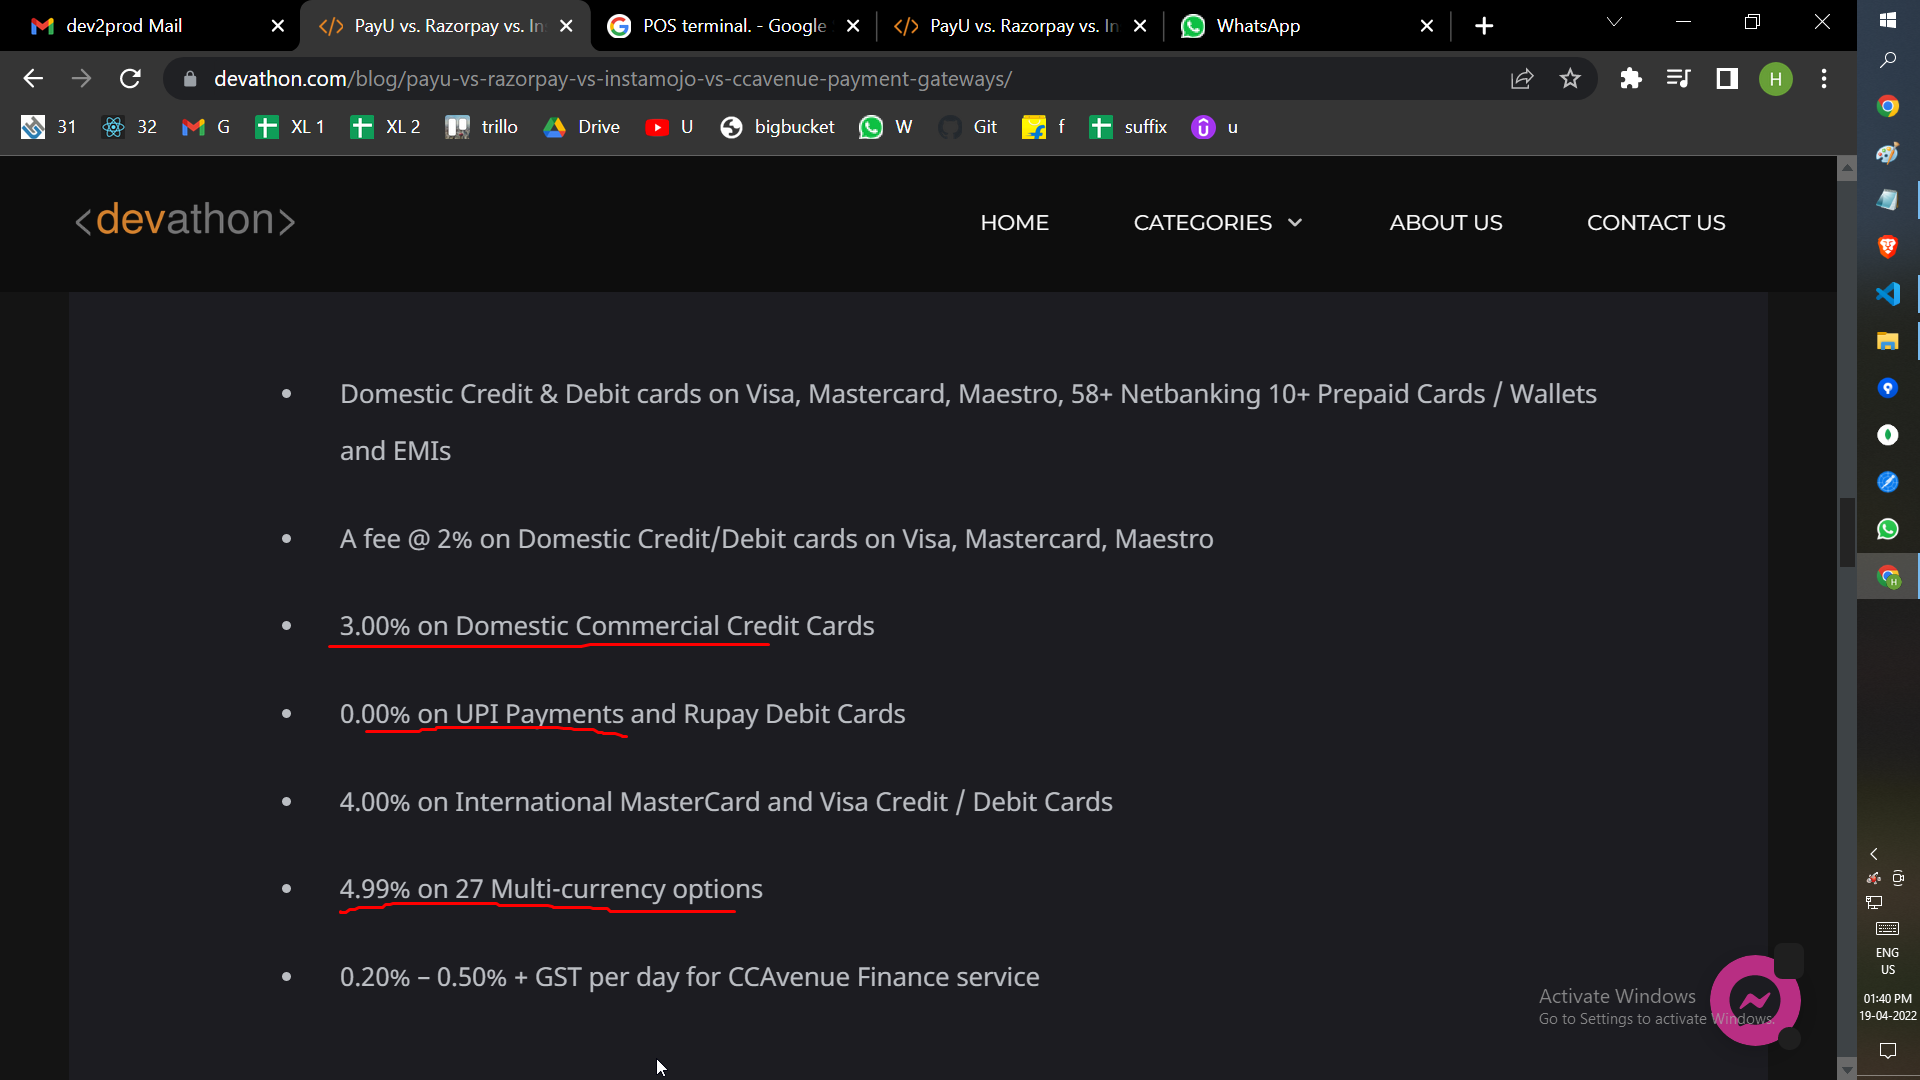 dev2prod Mail
PayU vs. Razorpay vs. In
POS terminal. - Google
PayU vs. Razorpay vs. In
WhatsApp
devathon.com/blog/payu-vs-razorpay-vs-instamojo-vs-ccavenue-payment-gateways/
H
31
32
G
XL 1
XL 2
trillo
Drive
U
bigbucket
W
Git
f
suffix
u
<devathon>
HOME
CATEGORIES
ABOUT US
CONTACT US
Domestic Credit & Debit cards on Visa, Mastercard, Maestro, 58+ Netbanking 10+ Prepaid Cards / Wallets
and EMIs
A fee @ 2% on Domestic Credit/Debit cards on Visa, Mastercard, Maestro
3.00% on Domestic Commercial Credit Cards
0.00% on UPI Payments and Rupay Debit Cards
4.00% on International MasterCard and Visa Credit / Debit Cards
4.99% on 27 Multi-currency options
0.20% – 0.50% + GST per day for CCAvenue Finance service
Activate Windows
Go to Settings to activate Windows.
ENG
US
01:40 PM
19-04-2022